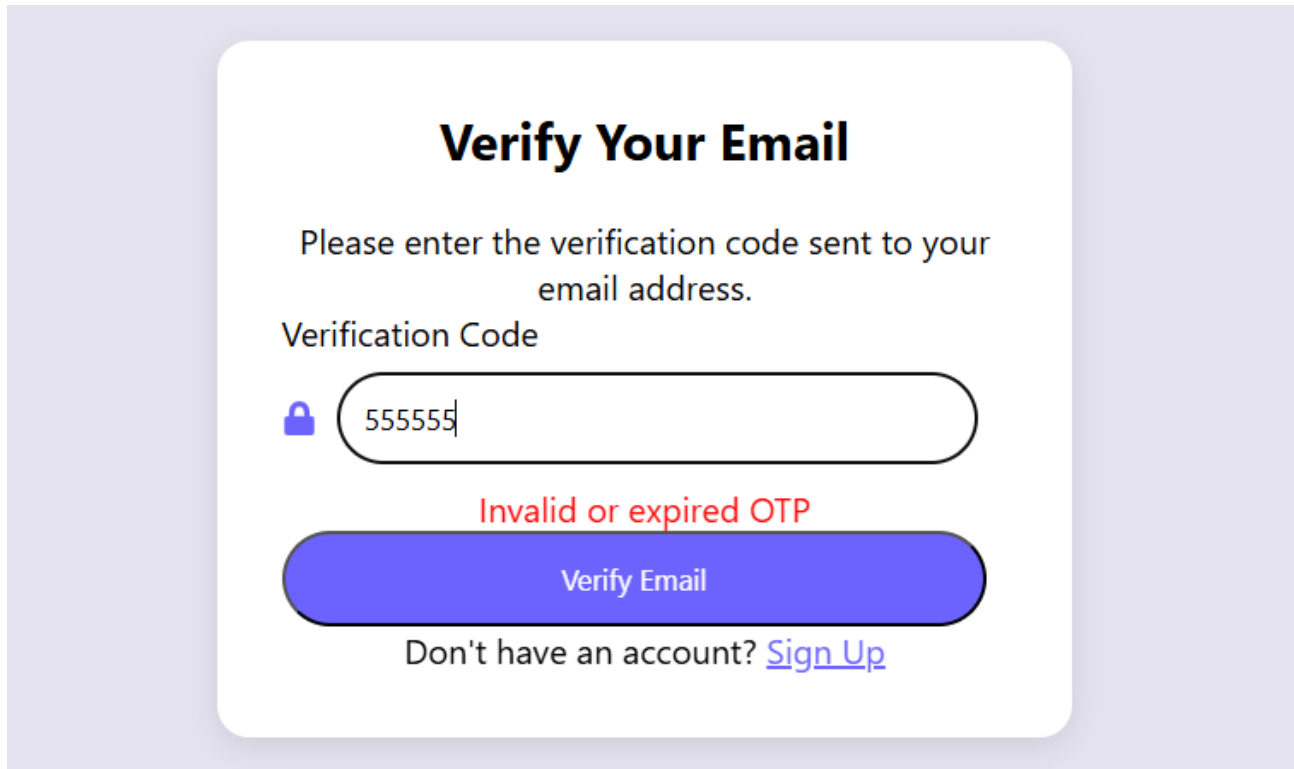 Verify Your Email
Please enter the verification code sent to your
email address.
Verification Code
555555
Invalid or expired OTP
Verify Email
Don't have an account? Sign Up